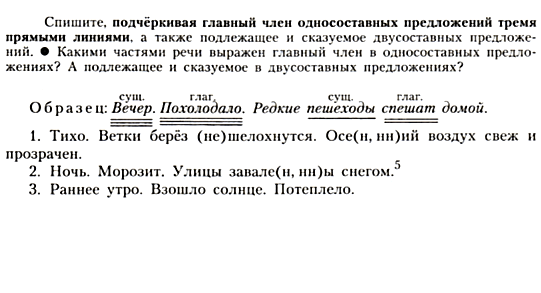 Спишите, подчёркивая главный член односоставных предложений тремя
прямыми линиями, а также подлежащее и сказуемое двусоставных предложе-
ний. ● Какими частями речи выражен главный член в односоставных предло-
жениях? А подлежащее и сказуемое в двусоставных предложениях?
сущ. глаг. сущ. глаг.
Образец: Вечер. Похолодало. Редкие пешеходы спешат домой.
1. Тихо. Ветки берёз (не)шелохнутся. Осе(н, нн)ий воздух свеж и
прозрачен.
2. Ночь. Морозит. Улицы завале(н, нн)ы снегом.5
3. Раннее утро. Взошло солнце. Потеплело.